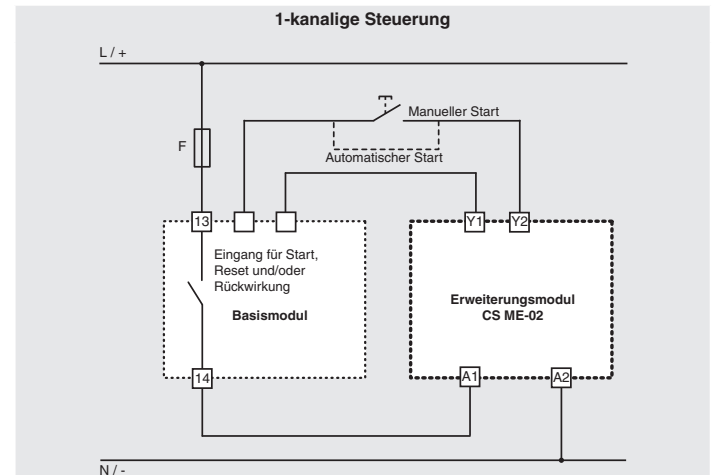 1-kanalige Steuerung
L / +
Manueller Start
F
Automatischer Start
13
Y1
Y2
Eingang für Start,
Reset und/oder
Rückwirkung
Basismodul
Erweiterungsmodul
CS ME-02
14
A1
A2
N / -